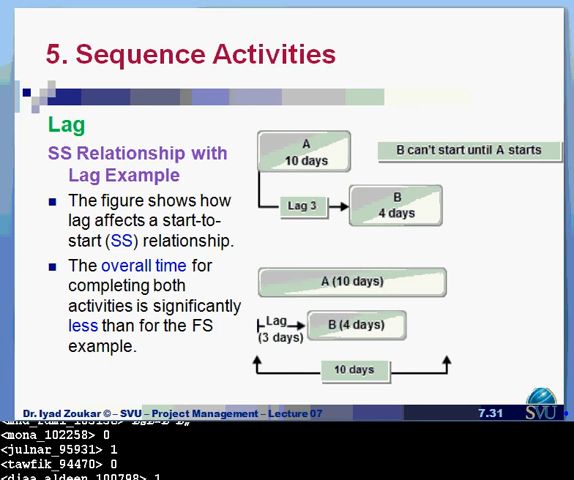 5. Sequence Activities
Lag
SS Relationship with
Lag Example
The figure shows how
lag affects a start-to-
start (SS) relationship.
The overall time for
completing both
activities is significantly
less than for the FS
example.
A
10 days
B can't start until A starts
Lag 3
B
4 days
A (10 days)
Lag
(3 days)
B (4 days)
10 days
Dr. Iyad Zoukar © – SVU – Project Management – Lecture 07
7.31
SVU
<mona_102258> 0
<julnar_95931> 1
<tawfik_94470> 0
<diaa_aldeen_100798> 1